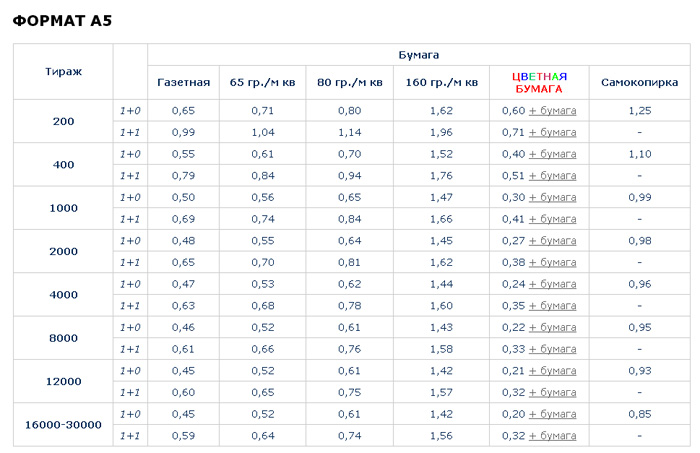 ФОРМАТ А5
Тираж Бумага
Газетная 65 гр./м кв 80 гр./м кв 160 гр./м кв ЦВЕТНАЯ БУМАГА Самокопирка
200 1+0 0,65 0,71 0,80 1,62 0,60 + бумага 1,25
1+1 0,99 1,04 1,14 1,96 0,71 + бумага -
400 1+0 0,55 0,61 0,70 1,52 0,40 + бумага 1,10
1+1 0,79 0,84 0,94 1,76 0,51 + бумага -
1000 1+0 0,50 0,56 0,65 1,47 0,30 + бумага 0,99
1+1 0,69 0,74 0,84 1,66 0,41 + бумага -
2000 1+0 0,48 0,55 0,64 1,45 0,27 + бумага 0,98
1+1 0,65 0,70 0,81 1,62 0,38 + бумага -
4000 1+0 0,47 0,53 0,62 1,44 0,24 + бумага 0,96
1+1 0,63 0,68 0,78 1,60 0,35 + бумага -
8000 1+0 0,46 0,52 0,61 1,43 0,22 + бумага 0,95
1+1 0,61 0,66 0,76 1,58 0,33 + бумага -
12000 1+0 0,45 0,52 0,61 1,42 0,21 + бумага 0,93
1+1 0,60 0,65 0,75 1,57 0,32 + бумага -
16000-30000 1+0 0,45 0,52 0,61 1,42 0,20 + бумага 0,85
1+1 0,59 0,64 0,74 1,56 0,32 + бумага -